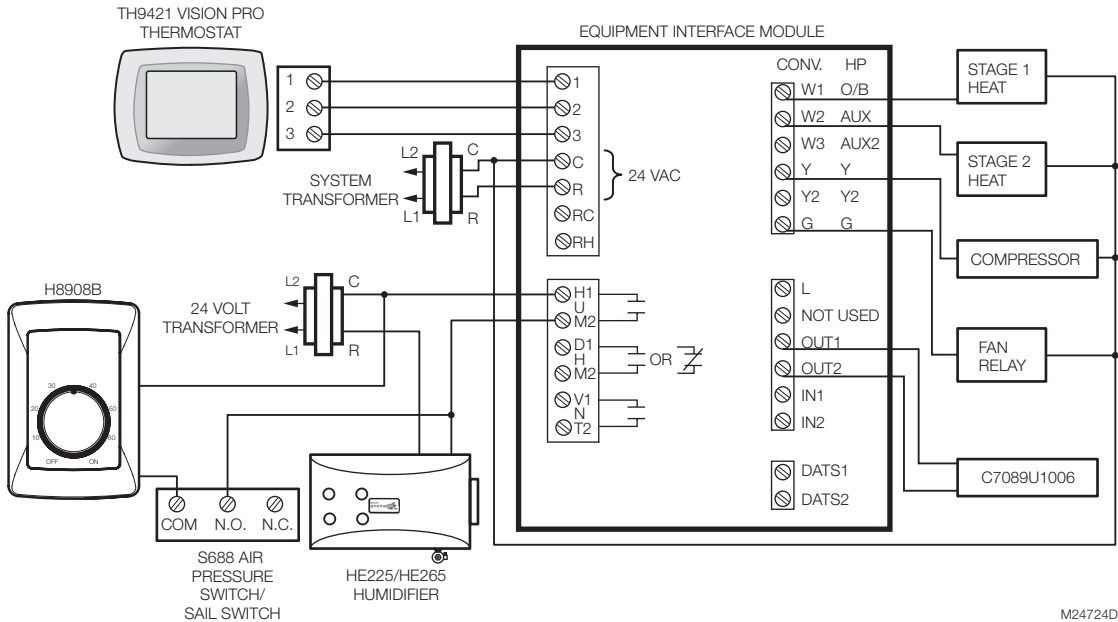 TH9421 VISION PRO
THERMOSTAT
1
2
3
EQUIPMENT INTERFACE MODULE
1
2
3
C
R
24 VAC
RC
RH
CONV. HP
W1 O/B
W2 AUX
W3 AUX2
Y Y
Y2 Y2
G G
STAGE 1
HEAT
STAGE 2
HEAT
COMPRESSOR
FAN
RELAY
L2 C
SYSTEM
TRANSFORMER
L1 R
H8908B
30 40
20 50
10 60
OFF ON
L2 C
24 VOLT
TRANSFORMER
L1 R
H1
U
M2
D1
H
M2
OR
V1
N
T2
L
NOT USED
OUT1
OUT2
IN1
IN2
DATS1
DATS2
C7089U1006
COM N.O. N.C.
S688 AIR
PRESSURE
SWITCH/
SAIL SWITCH
HE225/HE265
HUMIDIFIER
M24724D